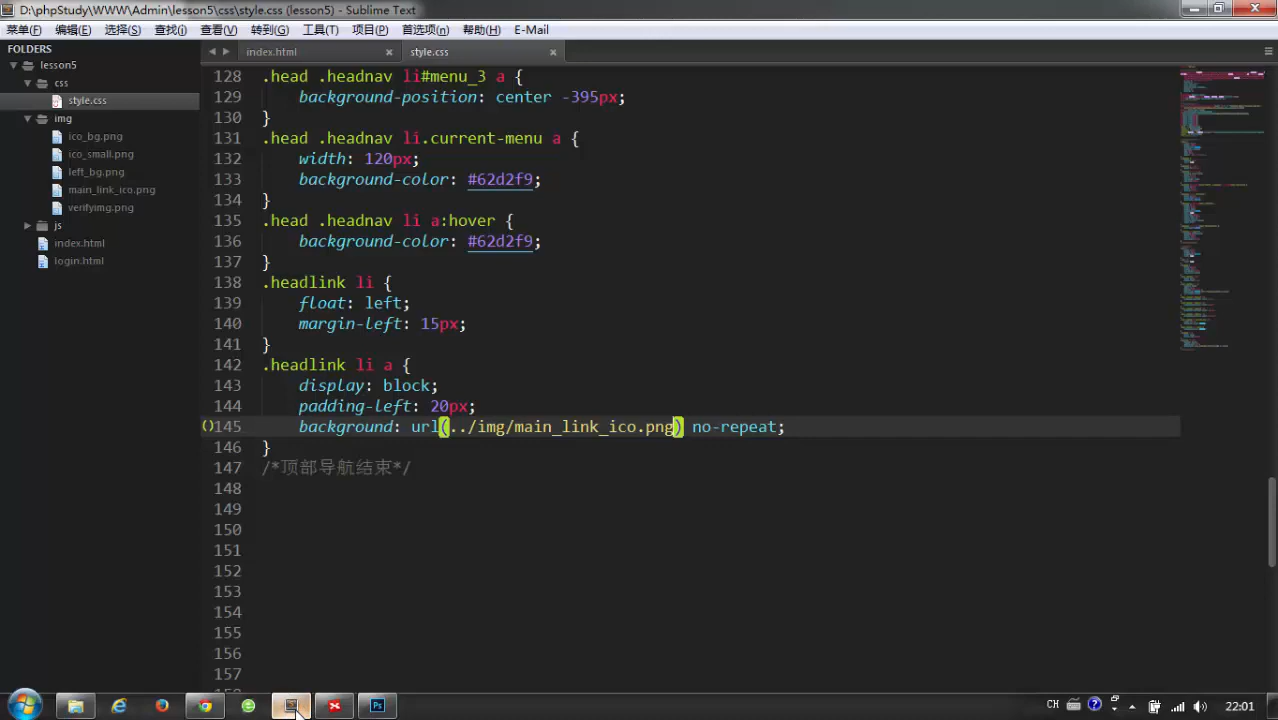 D:\phpStudy\WWW\Admin\lesson5\css\style.css (lesson5) - Sublime Text
菜单(F) 编辑(E) 选择(S) 查找(I) 查看(V) 转到(G) 工具(T) 项目(P) 首选项(n) 帮助(H) E-Mail
FOLDERS
lesson5
css
style.css
img
ico_bg.png
ico_small.png
left_bg.png
main_link_ico.png
verifyimg.png
js
index.html
login.html
index.html
style.css
128 .head .headnav li#menu_3 a {
129 background-position: center -395px;
130 }
131 .head .headnav li.current-menu a {
132 width: 120px;
133 background-color: #62d2f9;
134 }
135 .head .headnav li a:hover {
136 background-color: #62d2f9;
137 }
138 .headlink li {
139 float: left;
140 margin-left: 15px;
141 }
142 .headlink li a {
143 display: block;
144 padding-left: 20px;
145 background: url(../img/main_link_ico.png) no-repeat;
146 }
147 /*顶部导航结束*/
148
149
150
151
152
153
154
155
156
157
CH
22:01